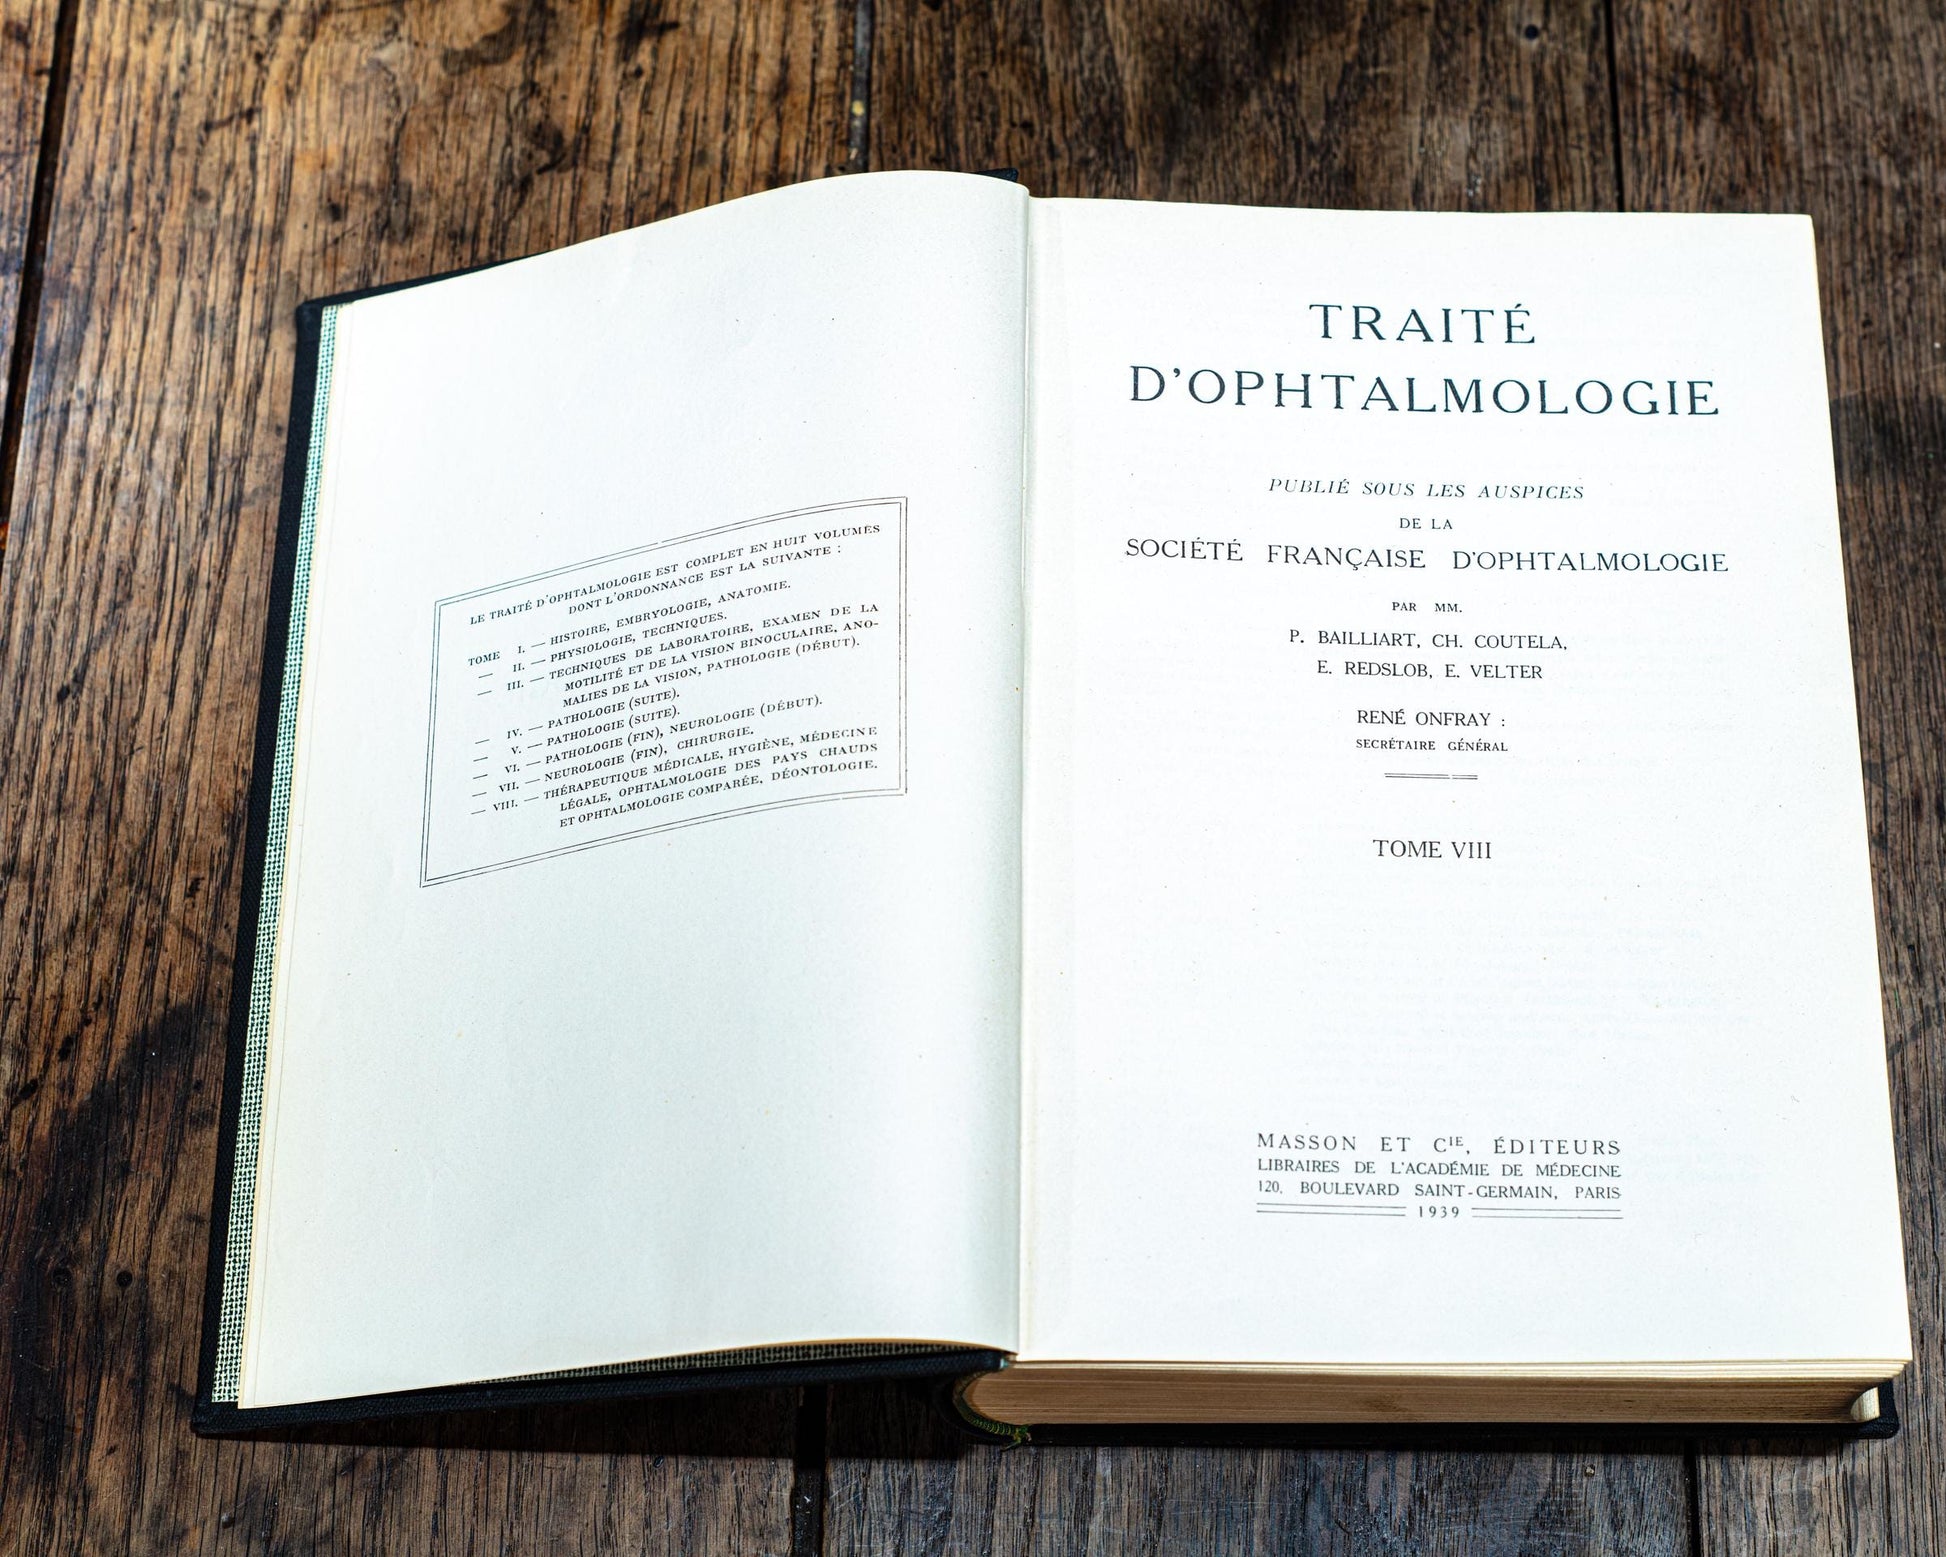 LE TRAITÉ D'OPHTALMOLOGIE EST COMPLET EN HUIT VOLUMES
DONT L'ORDONNANCE EST LA SUIVANTE :
TOME I. — HISTOIRE, EMBRYOLOGIE, ANATOMIE.
— II. — PHYSIOLOGIE, TECHNIQUES.
— III. — TECHNIQUES DE LABORATOIRE, EXAMEN DE LA
MOTILITÉ ET DE LA VISION BINOCULAIRE, ANO-
MALIES DE LA VISION, PATHOLOGIE (DÉBUT).
— IV. — PATHOLOGIE (SUITE).
— V. — PATHOLOGIE (SUITE).
— VI. — PATHOLOGIE (FIN), NEUROLOGIE (DÉBUT).
— VII. — NEUROLOGIE (FIN), CHIRURGIE.
— VIII. — THÉRAPEUTIQUE MÉDICALE, HYGIÈNE, MÉDECINE
LÉGALE, OPHTALMOLOGIE DES PAYS CHAUDS
ET OPHTALMOLOGIE COMPARÉE, DÉONTOLOGIE.
TRAITÉ
D'OPHTALMOLOGIE
PUBLIÉ SOUS LES AUSPICES
DE LA
SOCIÉTÉ FRANÇAISE D'OPHTALMOLOGIE
PAR MM.
P. BAILLIART, CH. COUTELA,
E. REDSLOB, E. VELTER
RENÉ ONFRAY :
SECRÉTAIRE GÉNÉRAL
TOME VIII
MASSON ET CIE, ÉDITEURS
LIBRAIRES DE L'ACADÉMIE DE MÉDECINE
120, BOULEVARD SAINT-GERMAIN, PARIS
1939